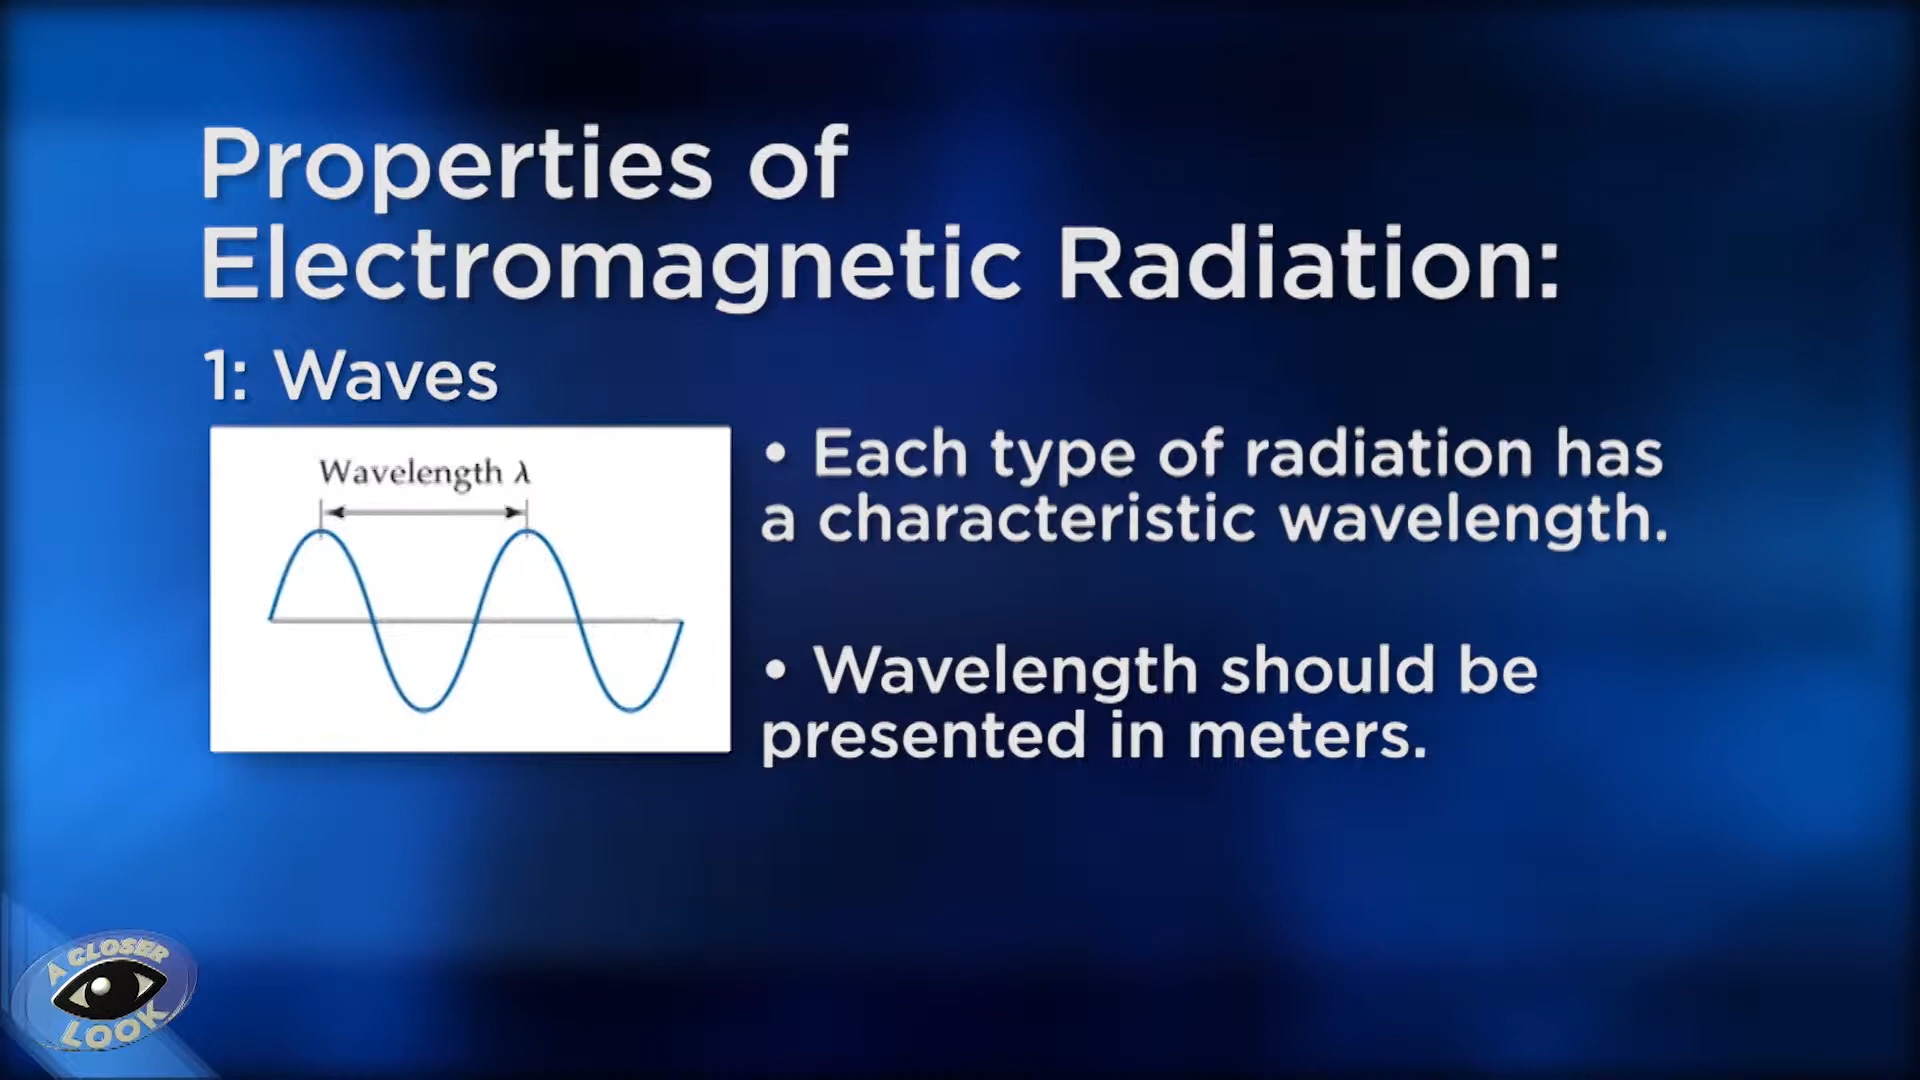 Properties of
Electromagnetic Radiation:
1: Waves
Wavelength λ
• Each type of radiation has
a characteristic wavelength.
• Wavelength should be
presented in meters.
A CLOSER
LOOK